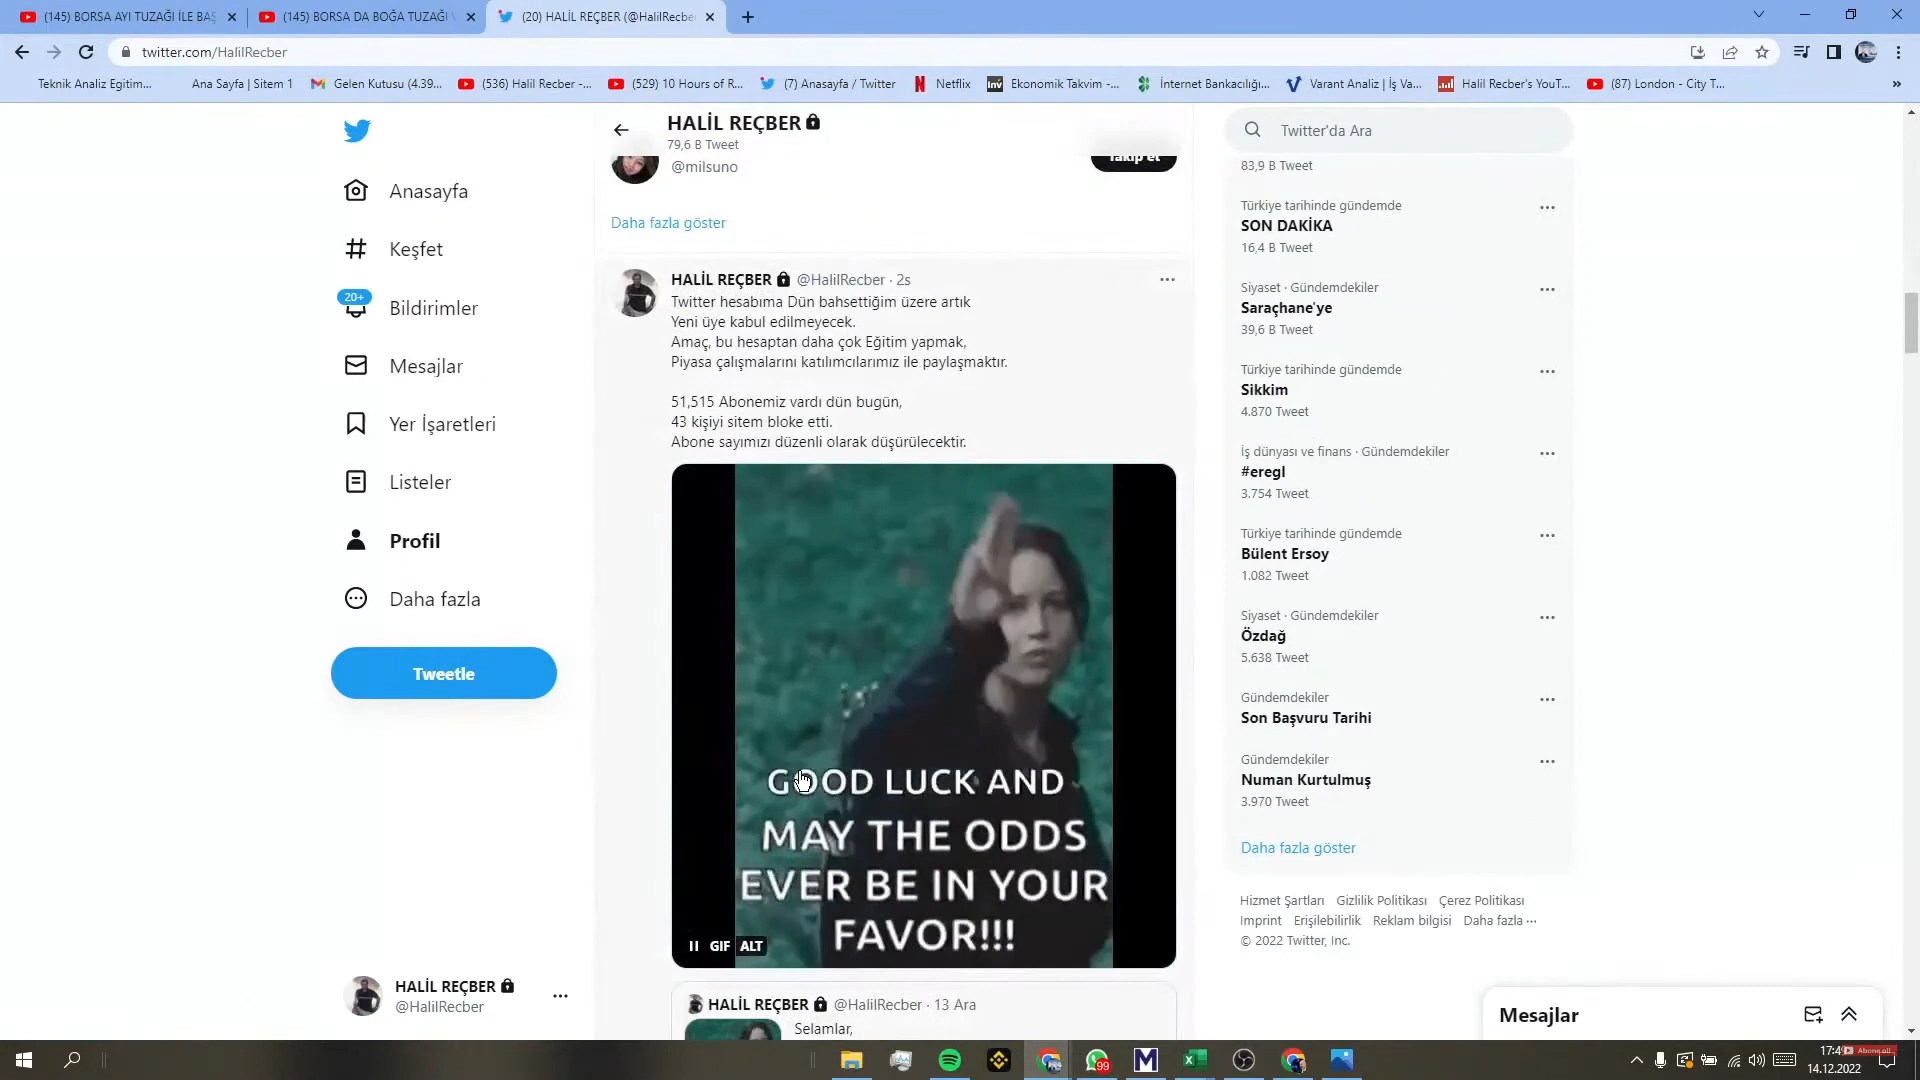 (145) BORSA AYI TUZAĞI İLE BAŞ
(145) BORSA DA BOĞA TUZAĞI
(20) HALİL REÇBER (@HalilRecber
twitter.com/HalilRecber
Teknik Analiz Egitim...
Ana Sayfa | Sitem 1
Gelen Kutusu (4.39...
(536) Halil Recber -...
(529) 10 Hours of R...
(7) Anasayfa / Twitter
Netflix
Ekonomik Takvim -...
İnternet Bankacılığı...
Varant Analiz | İş Va...
Halil Recber's YouT...
(87) London - City T...
»
Anasayfa
Keşfet
20+
Bildirimler
Mesajlar
Yer İşaretleri
Listeler
Profil
Daha fazla
Tweetle
HALİL REÇBER
@HalilRecber
HALİL REÇBER
79,6 B Tweet
@milsuno
Takip et
Daha fazla göster
HALİL REÇBER @HalilRecber · 2s
Twitter hesabıma Dün bahsettiğim üzere artık
Yeni üye kabul edilmeyecek.
Amaç, bu hesaptan daha çok Eğitim yapmak,
Piyasa çalışmalarını katılımcılarımız ile paylaşmaktır.
51,515 Abonemiz vardı dün bugün,
43 kişiyi sitem bloke etti.
Abone sayımızı düzenli olarak düşürülecektir.
GOOD LUCK AND
MAY THE ODDS
EVER BE IN YOUR
FAVOR!!!
GIF ALT
HALİL REÇBER @HalilRecber · 13 Ara
Selamlar,
Twitter'da Ara
83,9 B Tweet
Türkiye tarihinde gündemde
SON DAKİKA
16,4 B Tweet
Siyaset · Gündemdekiler
Saraçhane'ye
39,6 B Tweet
Türkiye tarihinde gündemde
Sikkim
4.870 Tweet
İş dünyası ve finans · Gündemdekiler
#eregl
3.754 Tweet
Türkiye tarihinde gündemde
Bülent Ersoy
1.082 Tweet
Siyaset · Gündemdekiler
Özdağ
5.638 Tweet
Gündemdekiler
Son Başvuru Tarihi
Gündemdekiler
Numan Kurtulmuş
3.970 Tweet
Daha fazla göster
Hizmet Şartları Gizlilik Politikası Çerez Politikası
Imprint Erişilebilirlik Reklam bilgisi Daha fazla ···
© 2022 Twitter, Inc.
Mesajlar
99
17:4
Abone ol!
14.12.2022